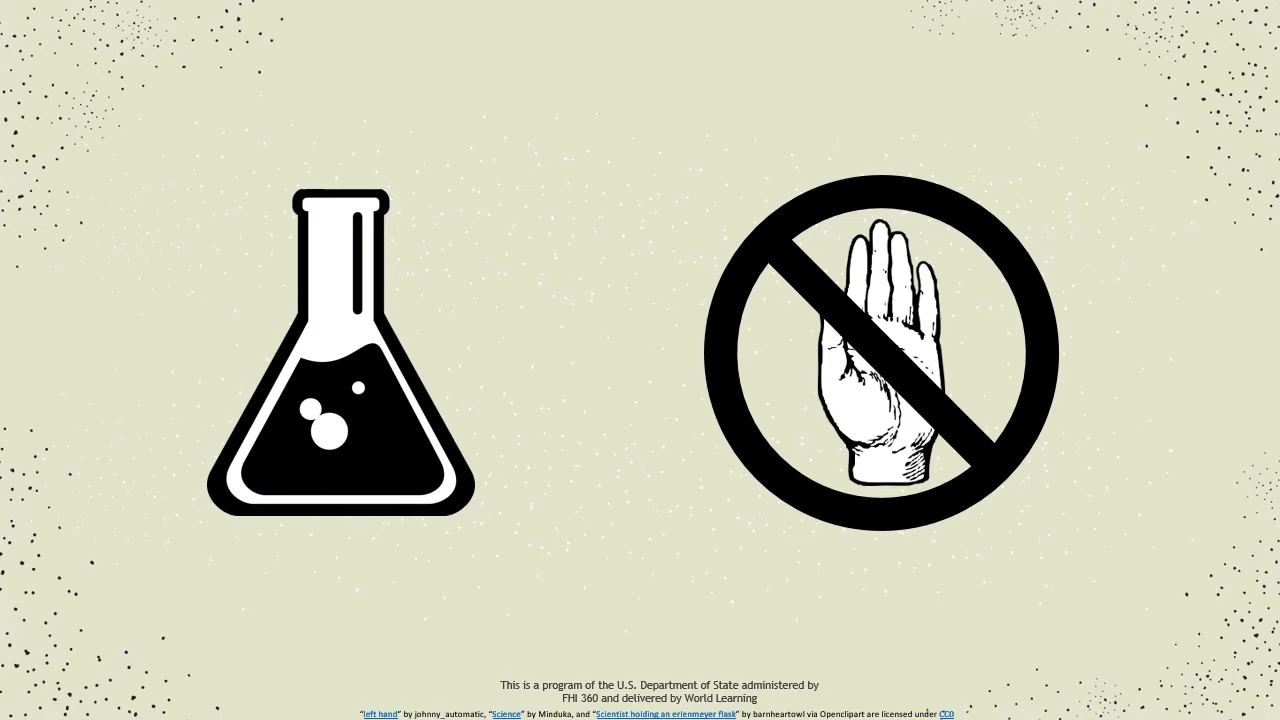 This is a program of the U.S. Department of State administered by
FHI 360 and delivered by World Learning
“left hand” by johnny_automatic, “Science” by Minduka, and “Scientist holding an erlenmeyer flask” by barnheartowl via Openclipart are licensed under CC0